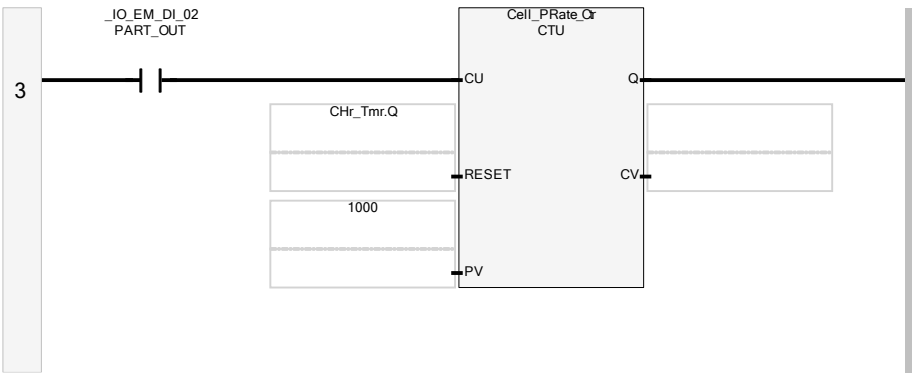 _IO_EM_DI_02
PART_OUT
Cell_PRate_Ctr
CTU
3
CU
Q
CHr_Tmr.Q
RESET
CV
1000
PV